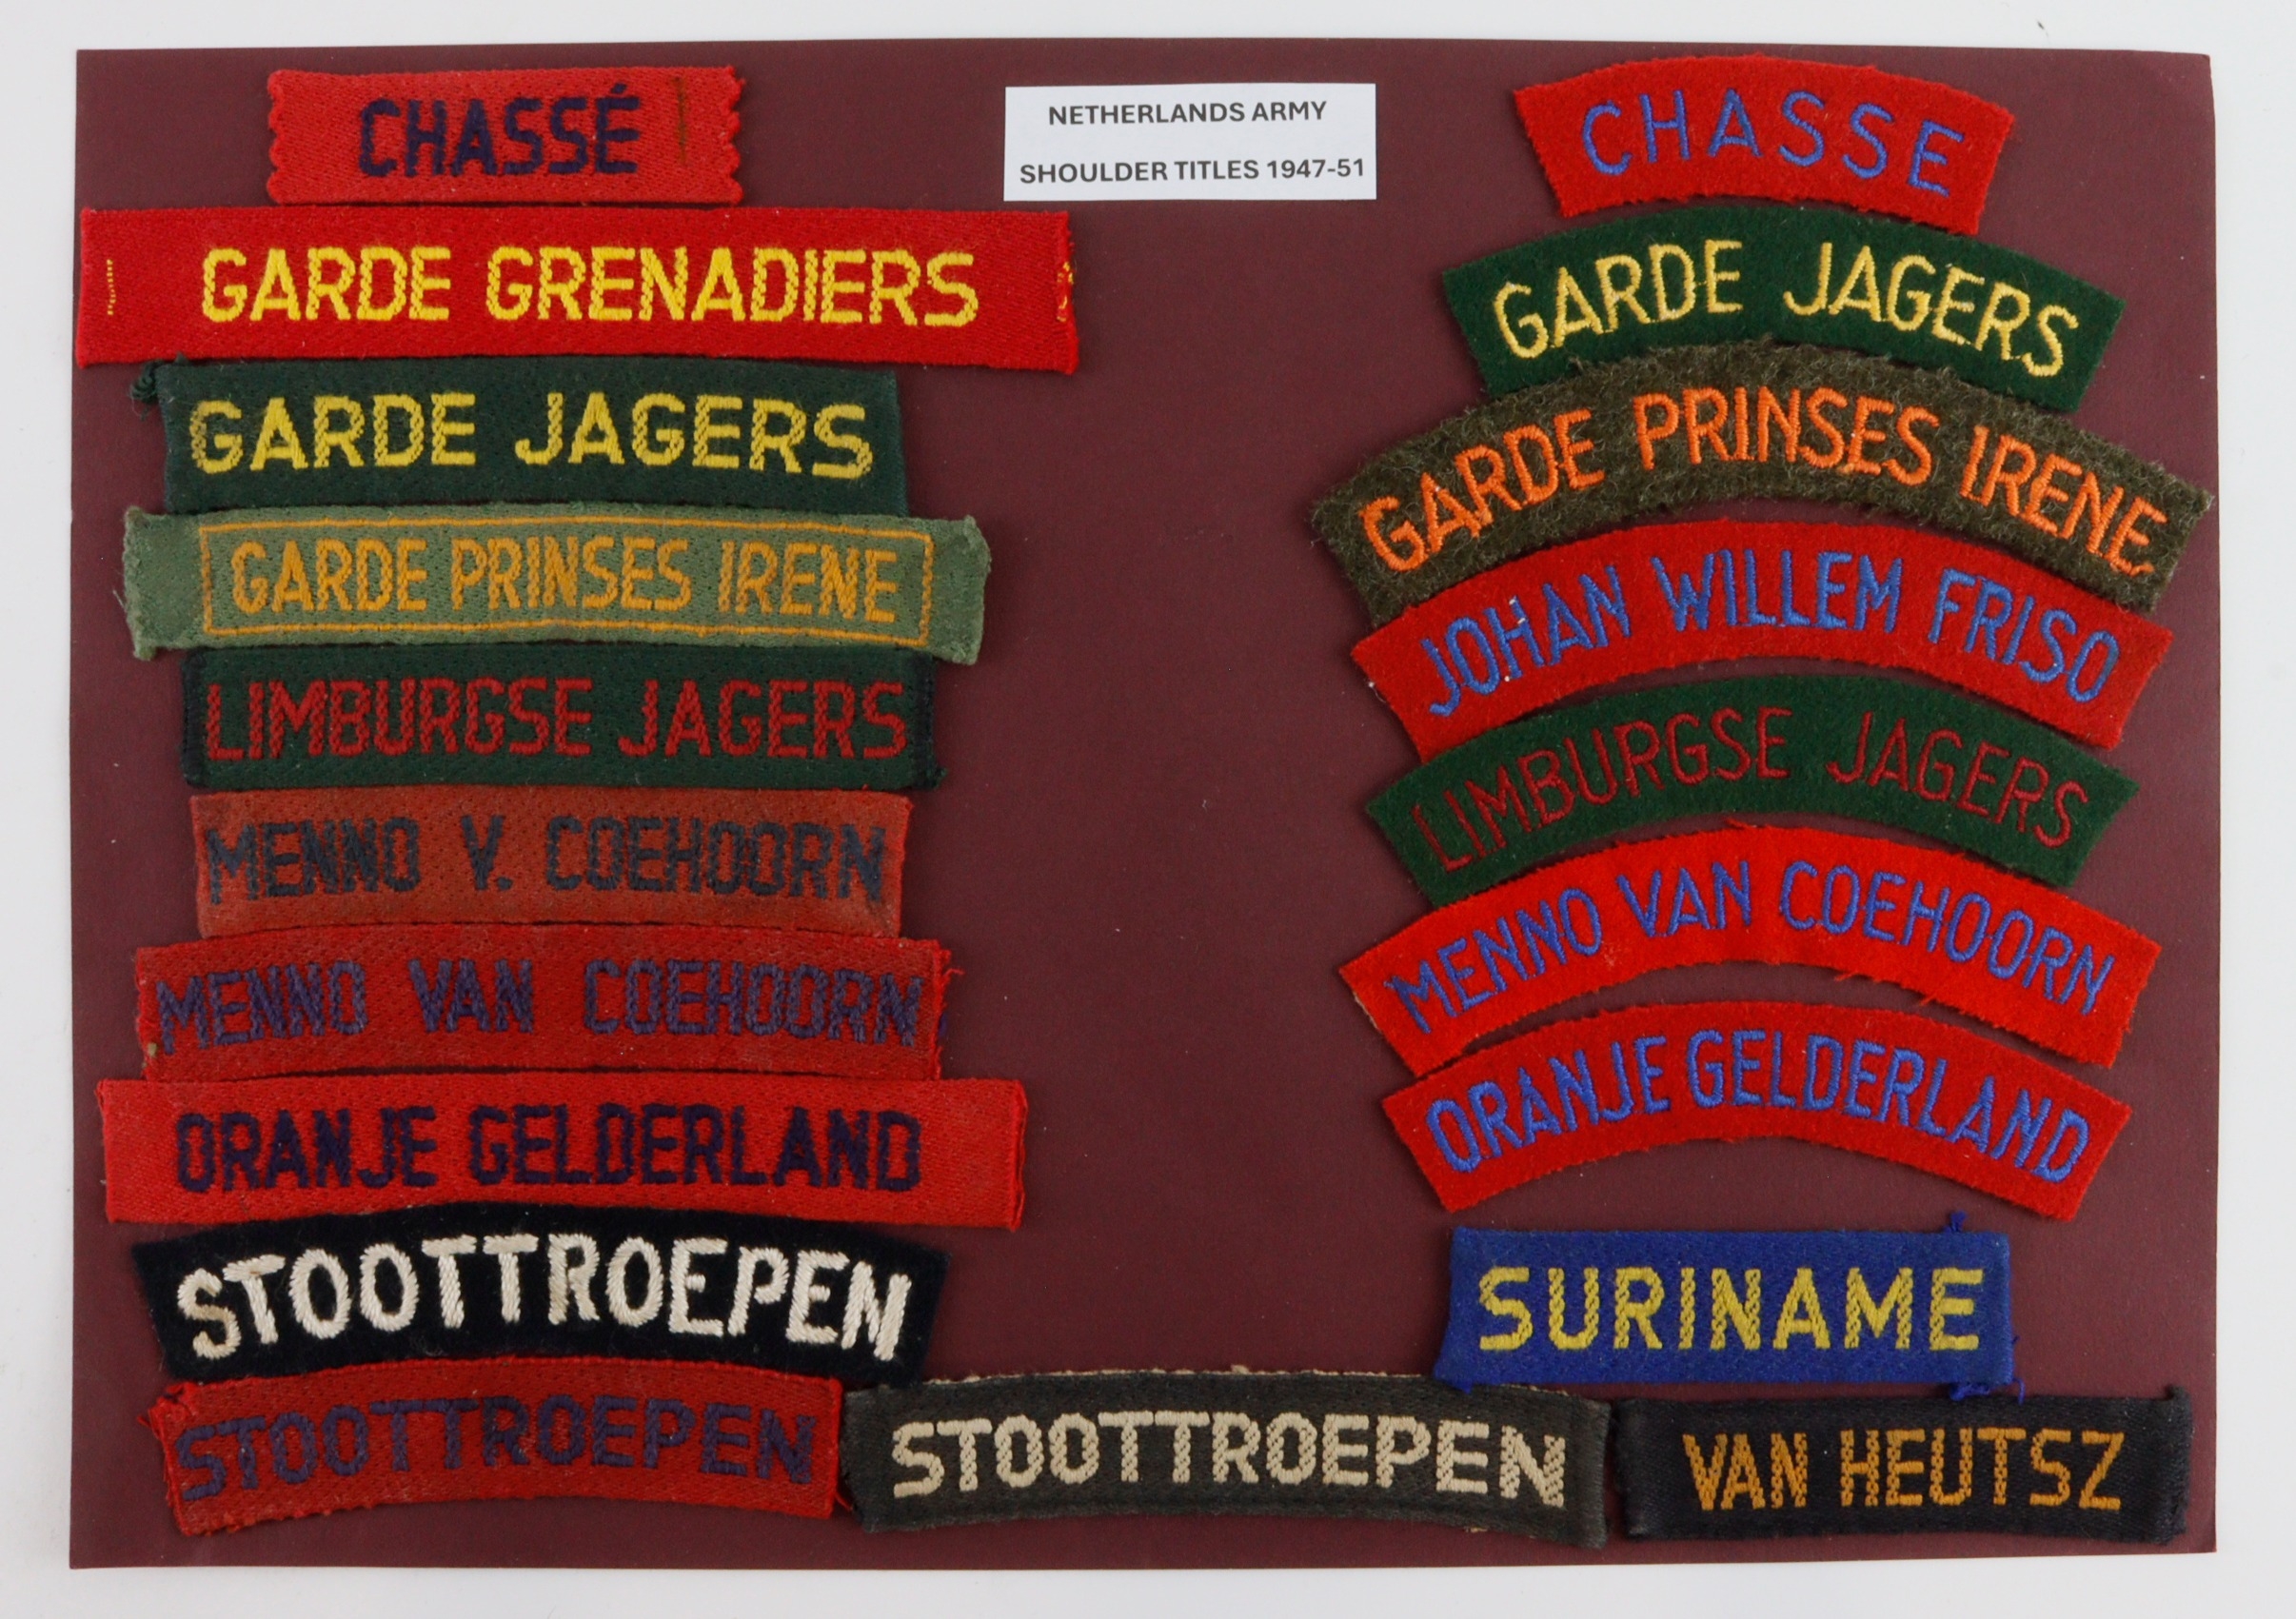 CHASSÉ
GARDE GRENADIERS
GARDE JAGERS
GARDE PRINSES IRENE
LIMBURGSE JAGERS
MENNO V. COEHOORN
MENNO VAN COEHOORN
ORANJE GELDERLAND
STOOTTROEPEN
STOOTTROEPEN
STOOTTROEPEN
NETHERLANDS ARMY
SHOULDER TITLES 1947-51
CHASSE
GARDE JAGERS
GARDE PRINSES IRENE
JOHAN WILLEM FRISO
LIMBURGSE JAGERS
MENNO VAN COEHOORN
ORANJE GELDERLAND
SURINAME
VAN HEUTSZ